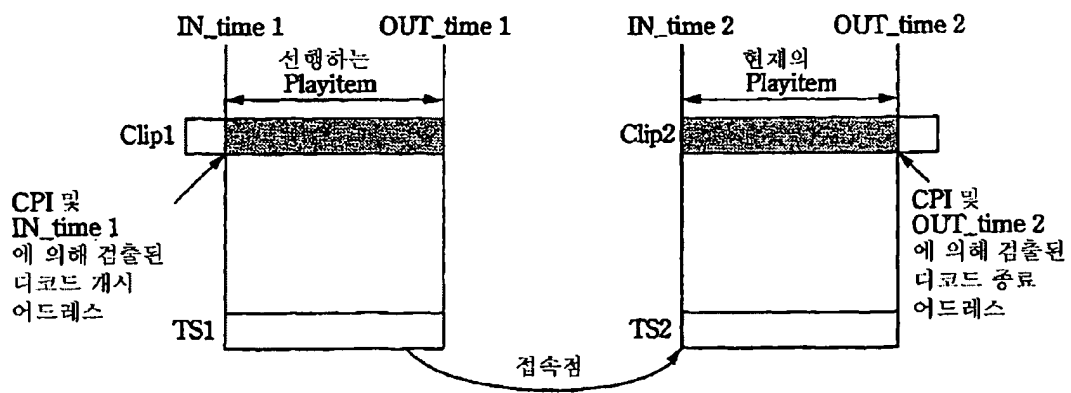 IN_time 1
OUT_time 1
IN_time 2
OUT_time 2
선행하는
Playitem
현재의
Playitem
Clip1
Clip2
CPI 및
IN_time 1
에 의해 검출된
디코드 개시
어드레스
CPI 및
OUT_time 2
에 의해 검출된
디코드 종료
어드레스
TS1
TS2
접속점